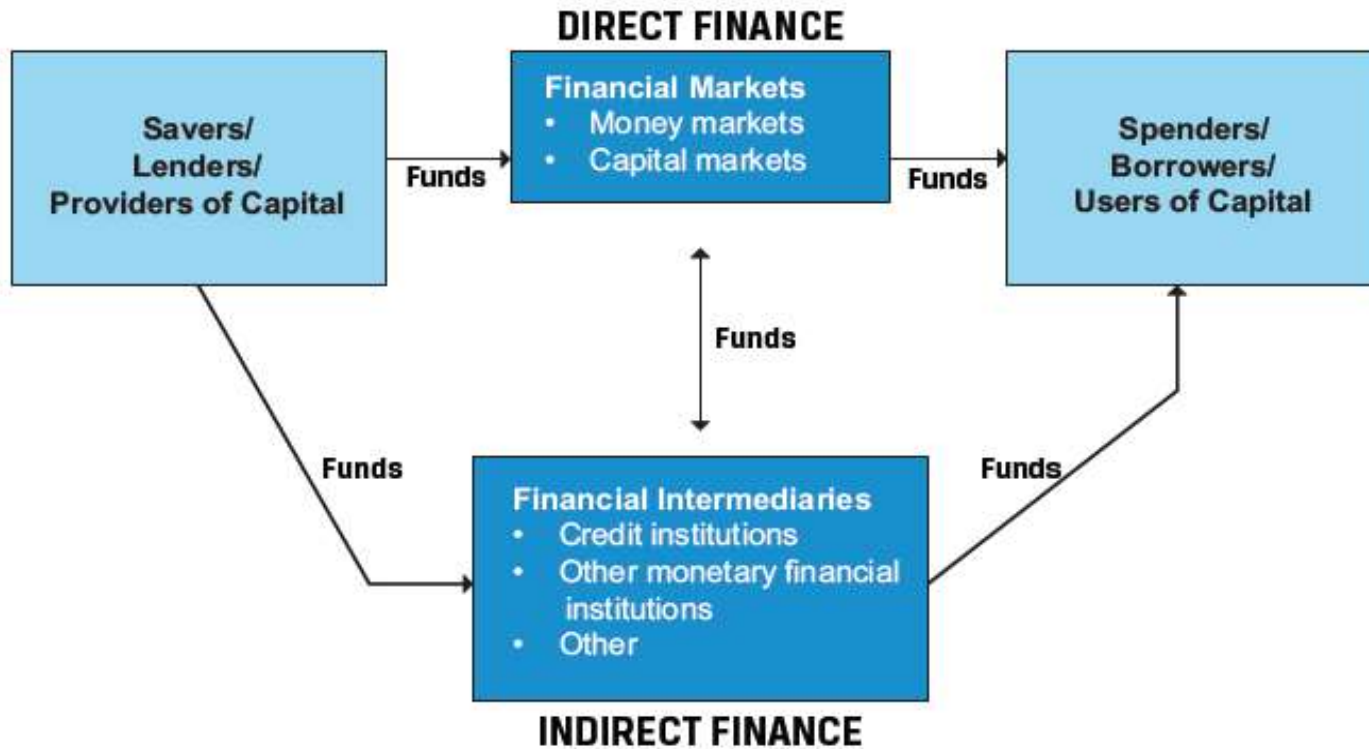 DIRECT FINANCE
Savers/
Lenders/
Providers of Capital
Funds
Financial Markets
• Money markets
• Capital markets
Funds
Spenders/
Borrowers/
Users of Capital
Funds
Funds
Funds
Financial Intermediaries
• Credit institutions
• Other monetary financial
institutions
• Other
INDIRECT FINANCE